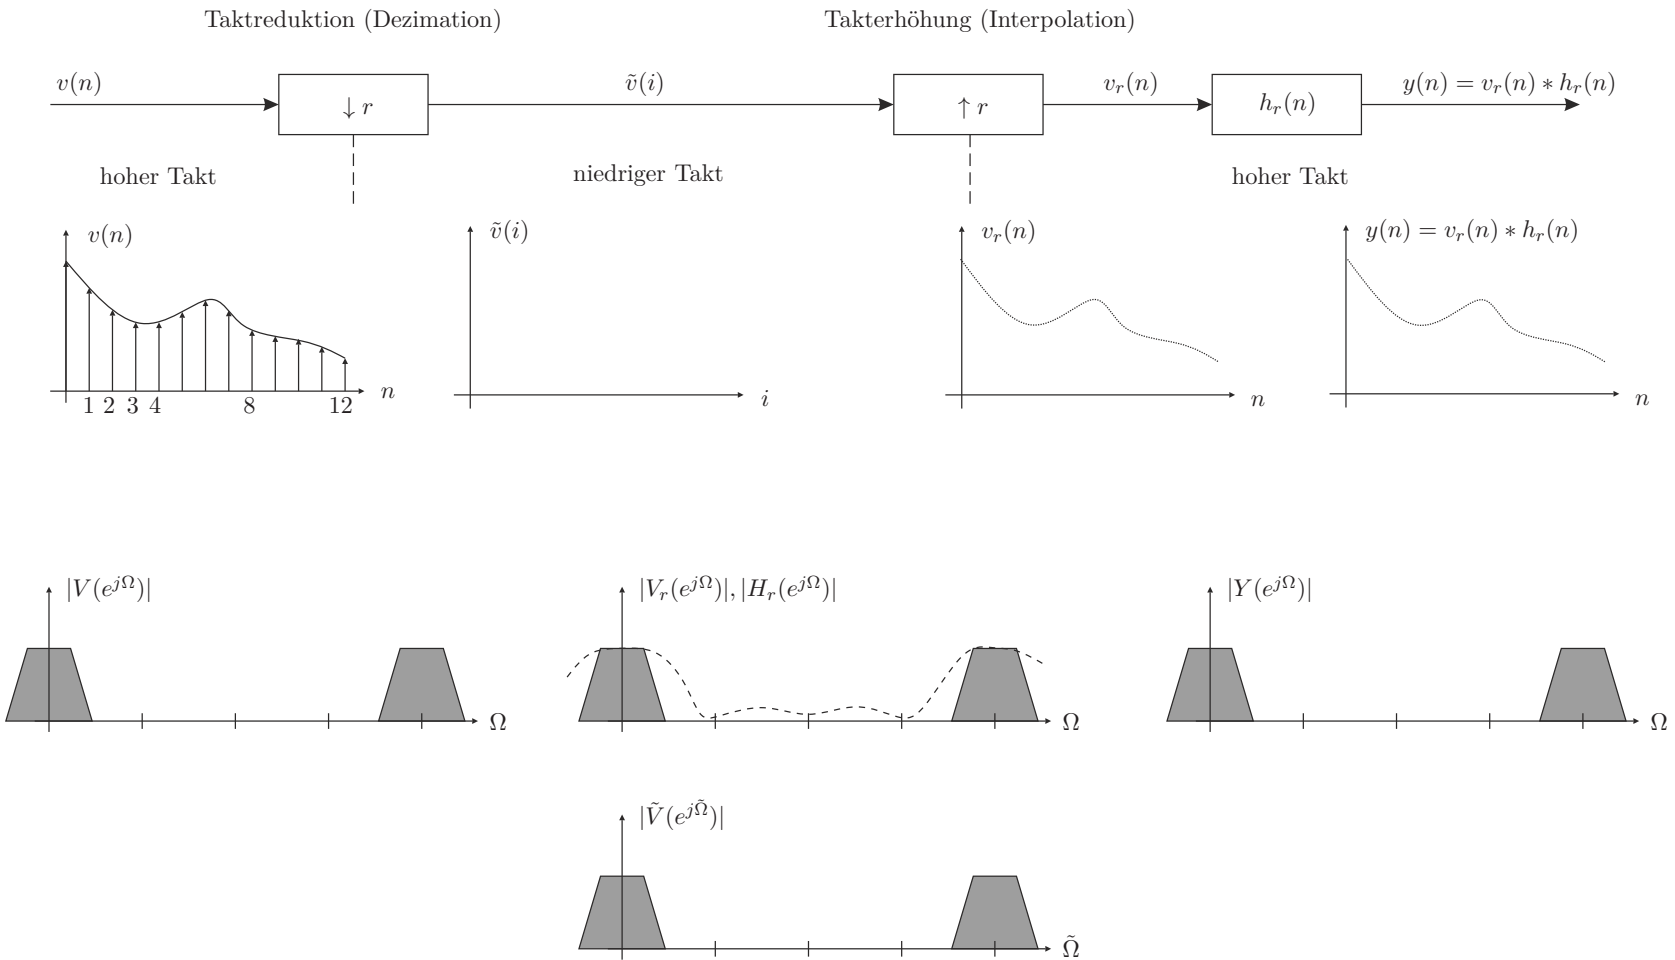 Taktreduktion (Dezimation)
Takterhöhung (Interpolation)
v(n)
↓ r
ṽ(i)
↑ r
v_r(n)
h_r(n)
y(n) = v_r(n) ∗ h_r(n)
hoher Takt
niedriger Takt
hoher Takt
v(n)
n
1 2 3 4 8 12
ṽ(i)
i
v_r(n)
n
y(n) = v_r(n) ∗ h_r(n)
n
|V(e^{jΩ})|
Ω
|V_r(e^{jΩ})|, |H_r(e^{jΩ})|
Ω
|Y(e^{jΩ})|
Ω
|Ṽ(e^{jΩ̃})|
Ω̃